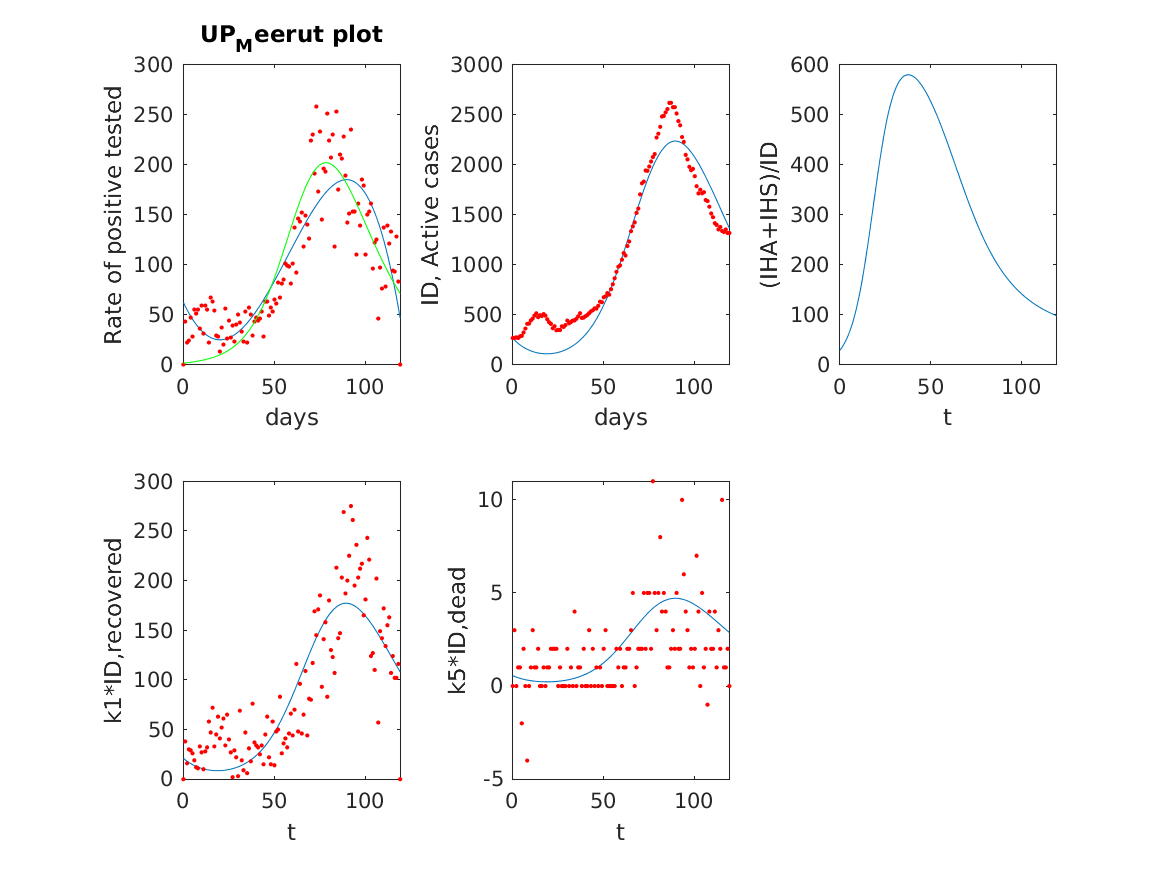 UP_Meerut plot
300
250
200
150
100
50
0
Rate of positive tested
0 50 100
days
3000
2500
2000
1500
1000
500
0
ID, Active cases
0 50 100
days
600
500
400
300
200
100
0
(IHA+IHS)/ID
0 50 100
t
300
250
200
150
100
50
0
k1*ID,recovered
0 50 100
t
10
5
0
-5
k5*ID,dead
0 50 100
t